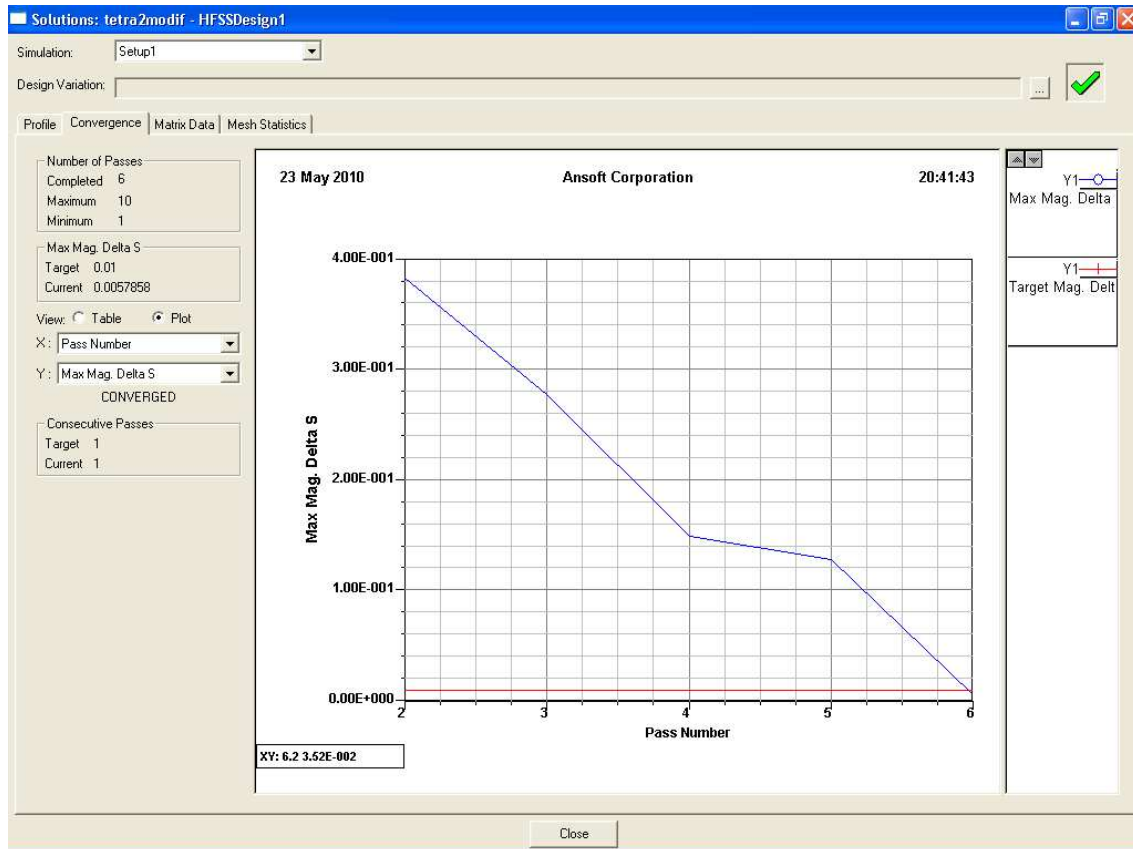 Solutions: tetra2modif - HFSSDesign1
Simulation: Setup1
Design Variation: ...
Profile Convergence Matrix Data Mesh Statistics
Number of Passes
Completed 6
Maximum 10
Minimum 1
Max Mag. Delta S
Target 0.01
Current 0.0057858
View: Table Plot
X: Pass Number
Y: Max Mag. Delta S
CONVERGED
Consecutive Passes
Target 1
Current 1
23 May 2010 Ansoft Corporation 20:41:43
4.00E-001
3.00E-001
2.00E-001
1.00E-001
0.00E+000
Max Mag. Delta S
2 3 4 5 6
Pass Number
XY: 6.2 3.52E-002
Y1
Max Mag. Delta
Y1
Target Mag. Delt
Close